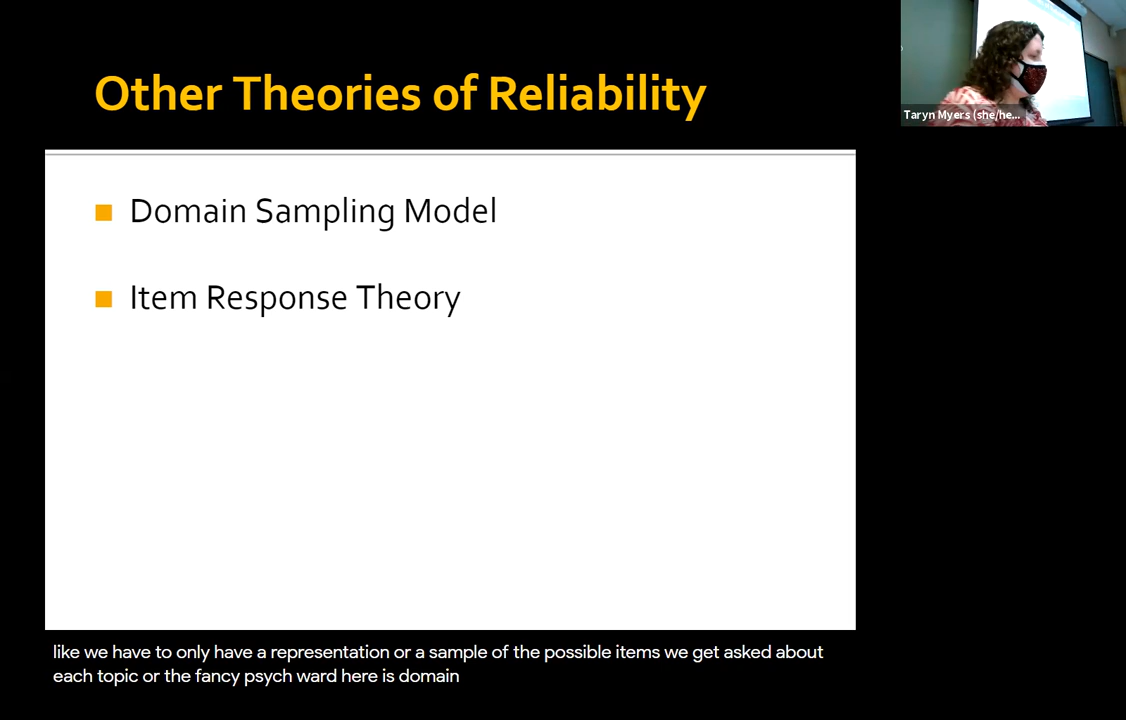 Other Theories of Reliability
Taryn Myers (she/he...
Domain Sampling Model
Item Response Theory
like we have to only have a representation or a sample of the possible items we get asked about
each topic or the fancy psych ward here is domain